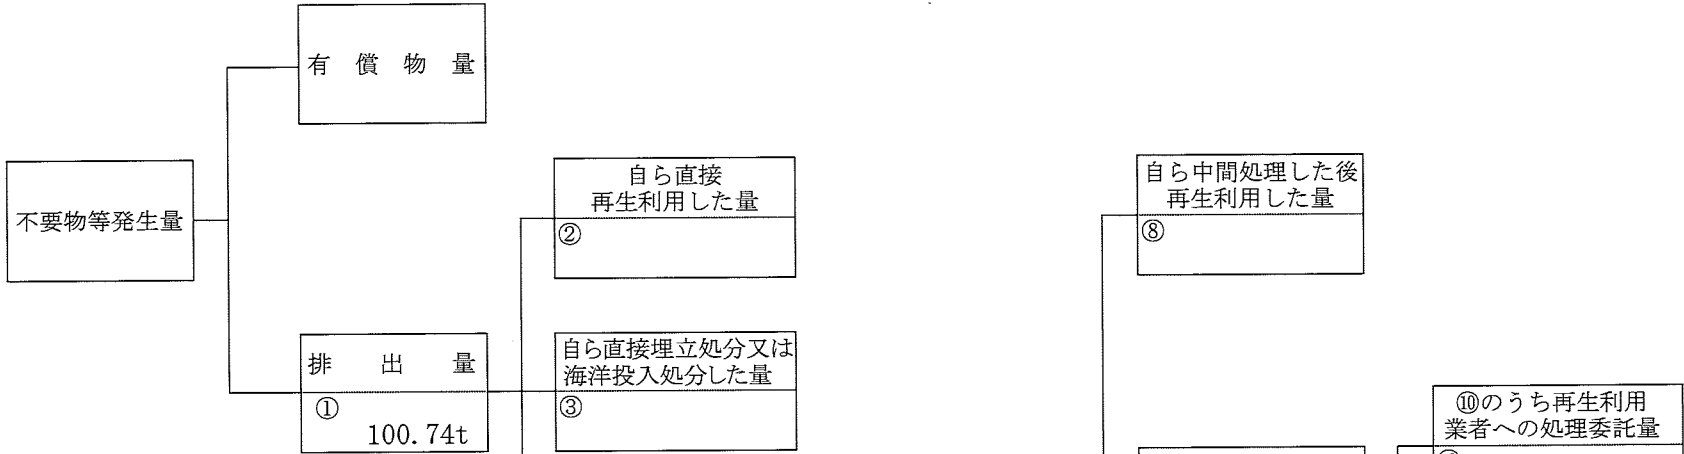 有償物量
不要物等発生量
自ら直接
再生利用した量
②
自ら中間処理した後
再生利用した量
⑧
排出量
①
100.74t
自ら直接埋立処分又は
海洋投入処分した量
③
⑩のうち再生利用
業者への処理委託量